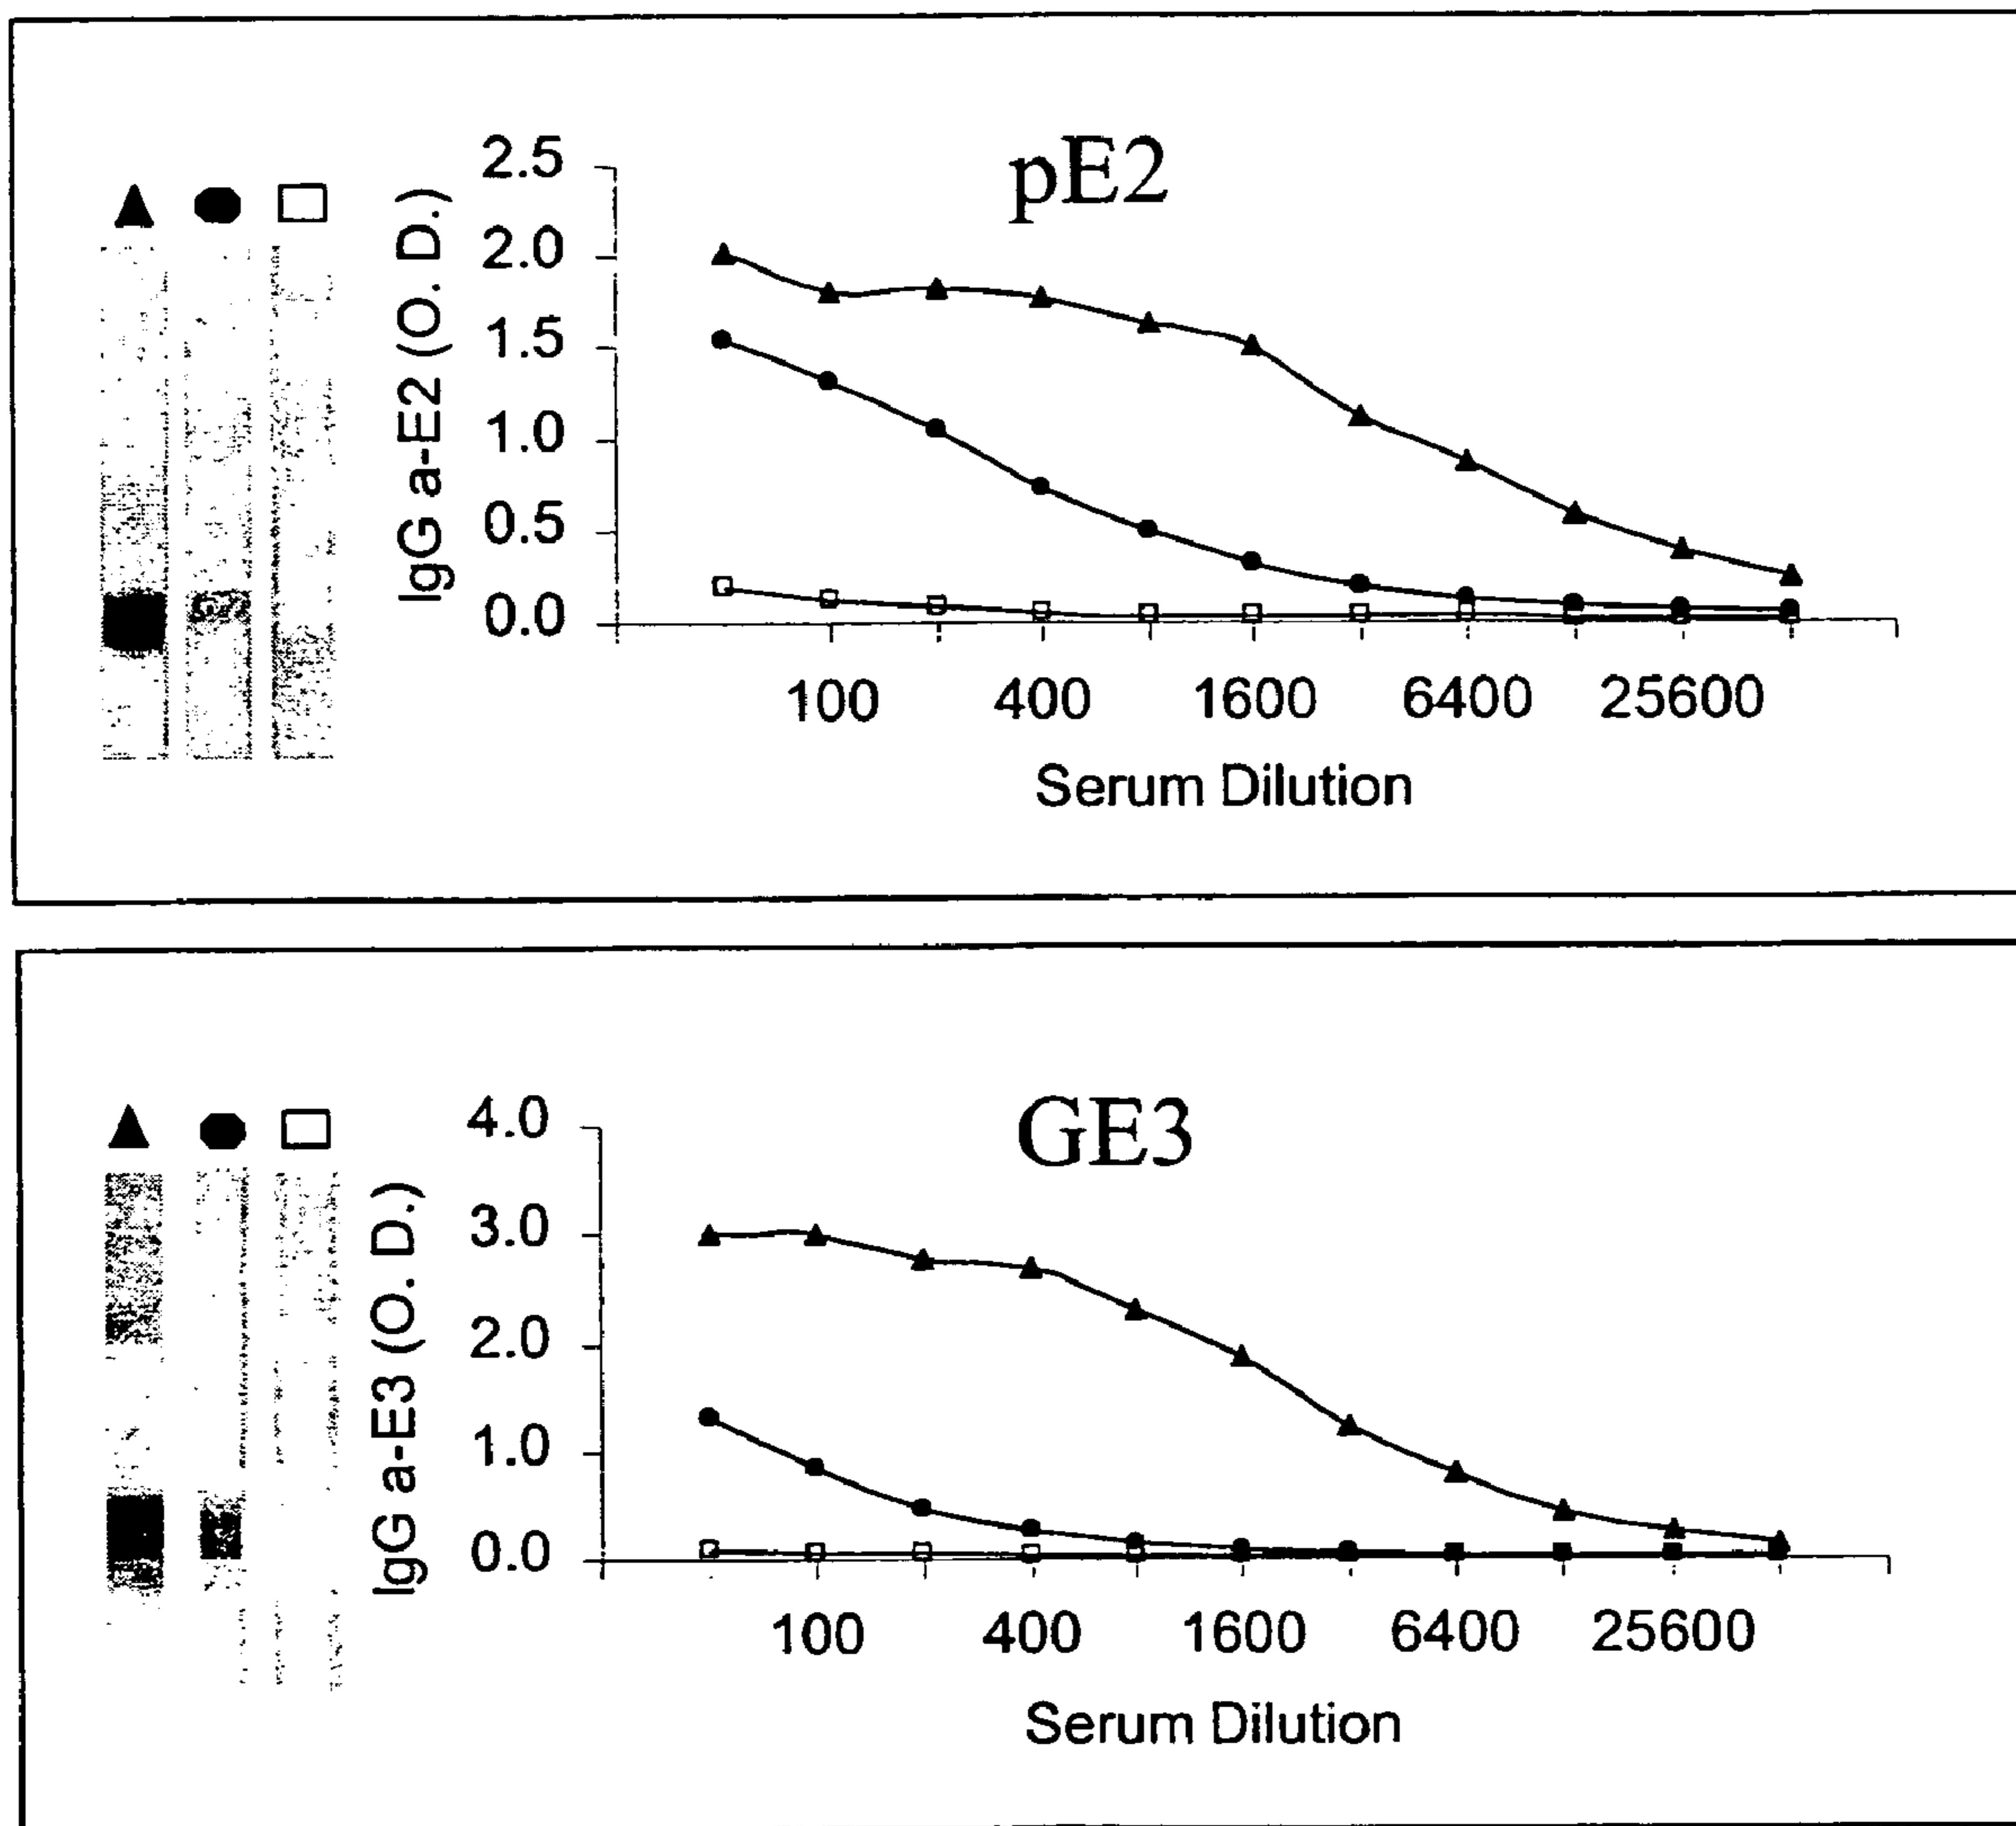 pE2
IgG a-E2 (O. D.)
2.5
2.0
1.5
1.0
0.5
0.0
100 400 1600 6400 25600
Serum Dilution
GE3
IgG a-E3 (O. D.)
4.0
3.0
2.0
1.0
0.0
100 400 1600 6400 25600
Serum Dilution